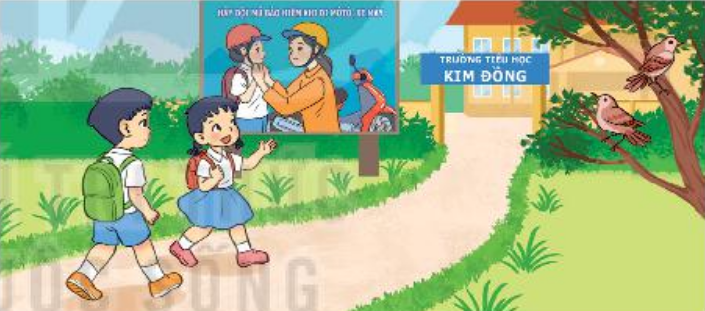 HÃY ĐỘI MŨ BẢO HIỂM KHI ĐI MÔTÔ, XE MÁY
TRƯỜNG TIỂU HỌC
KIM ĐỒNG